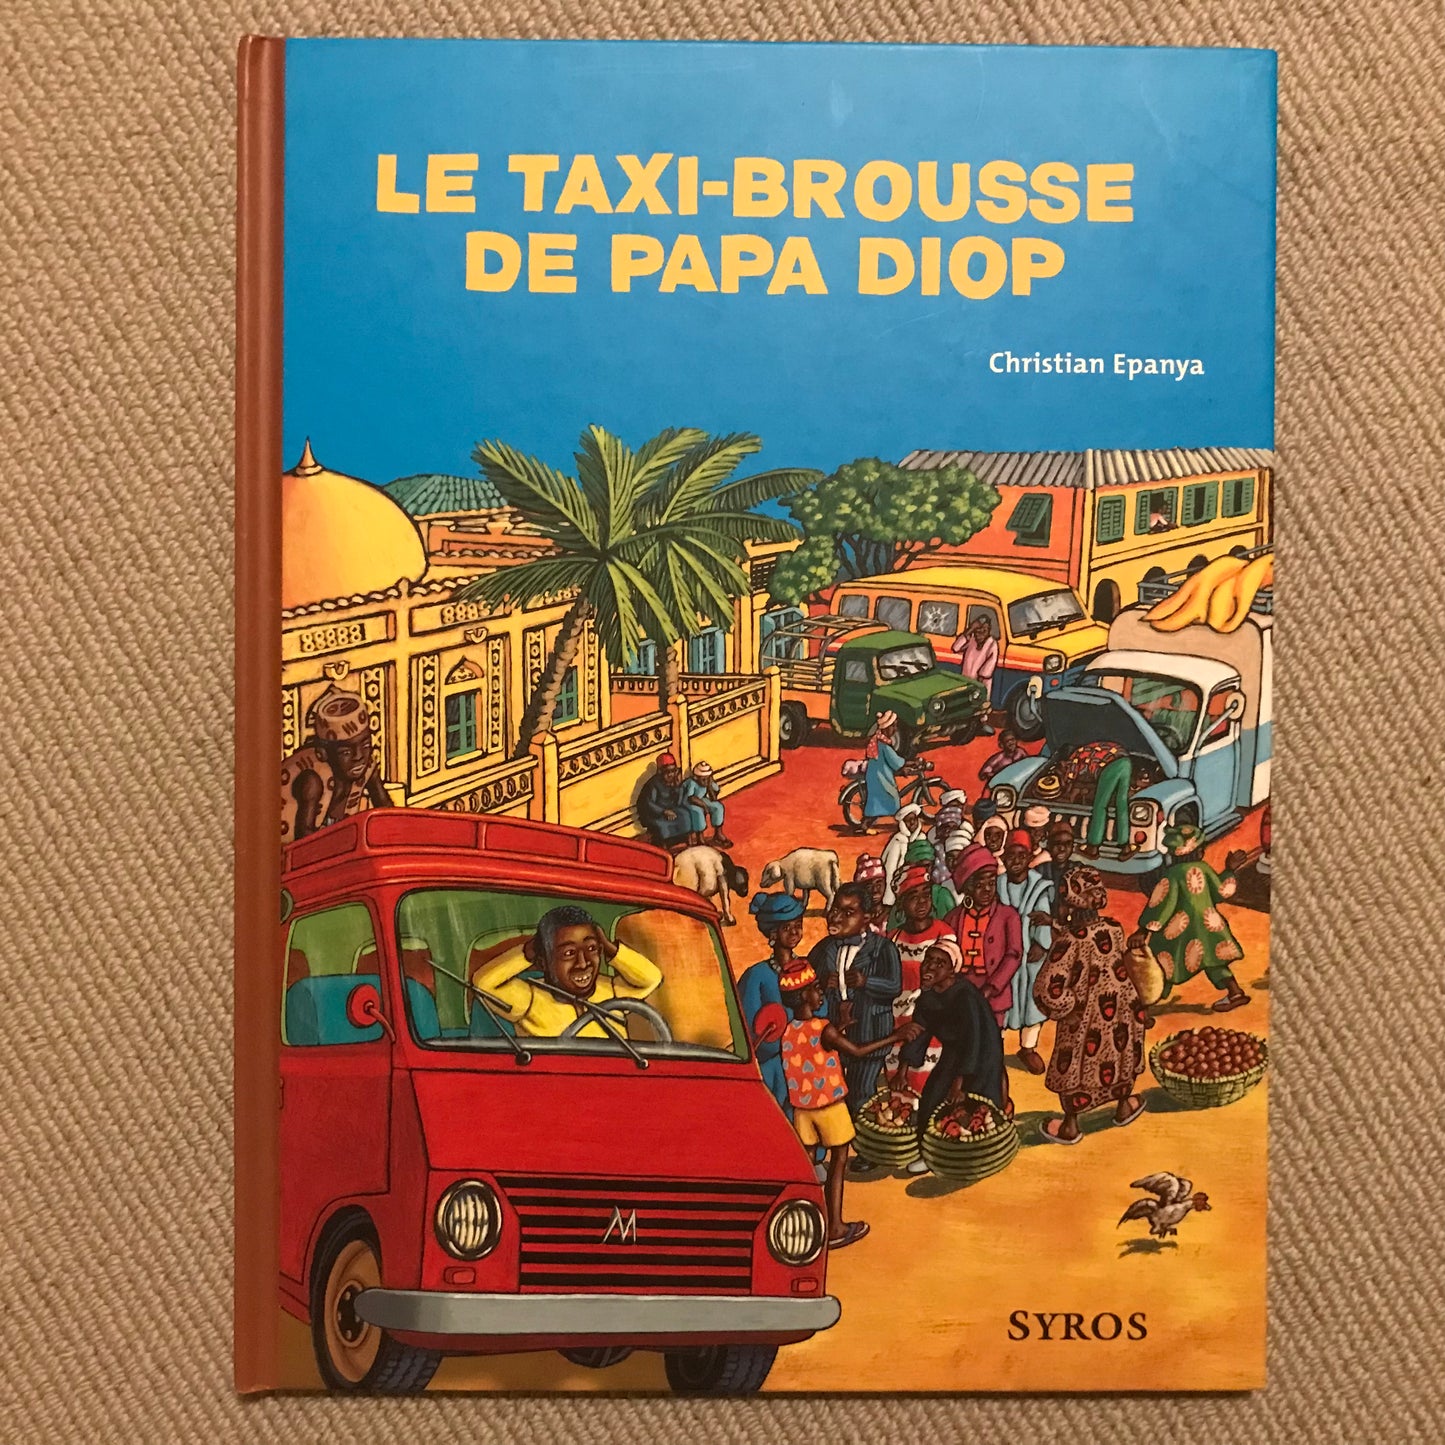 LE TAXI-BROUSSE
DE PAPA DIOP
Christian Epanya
M
SYROS